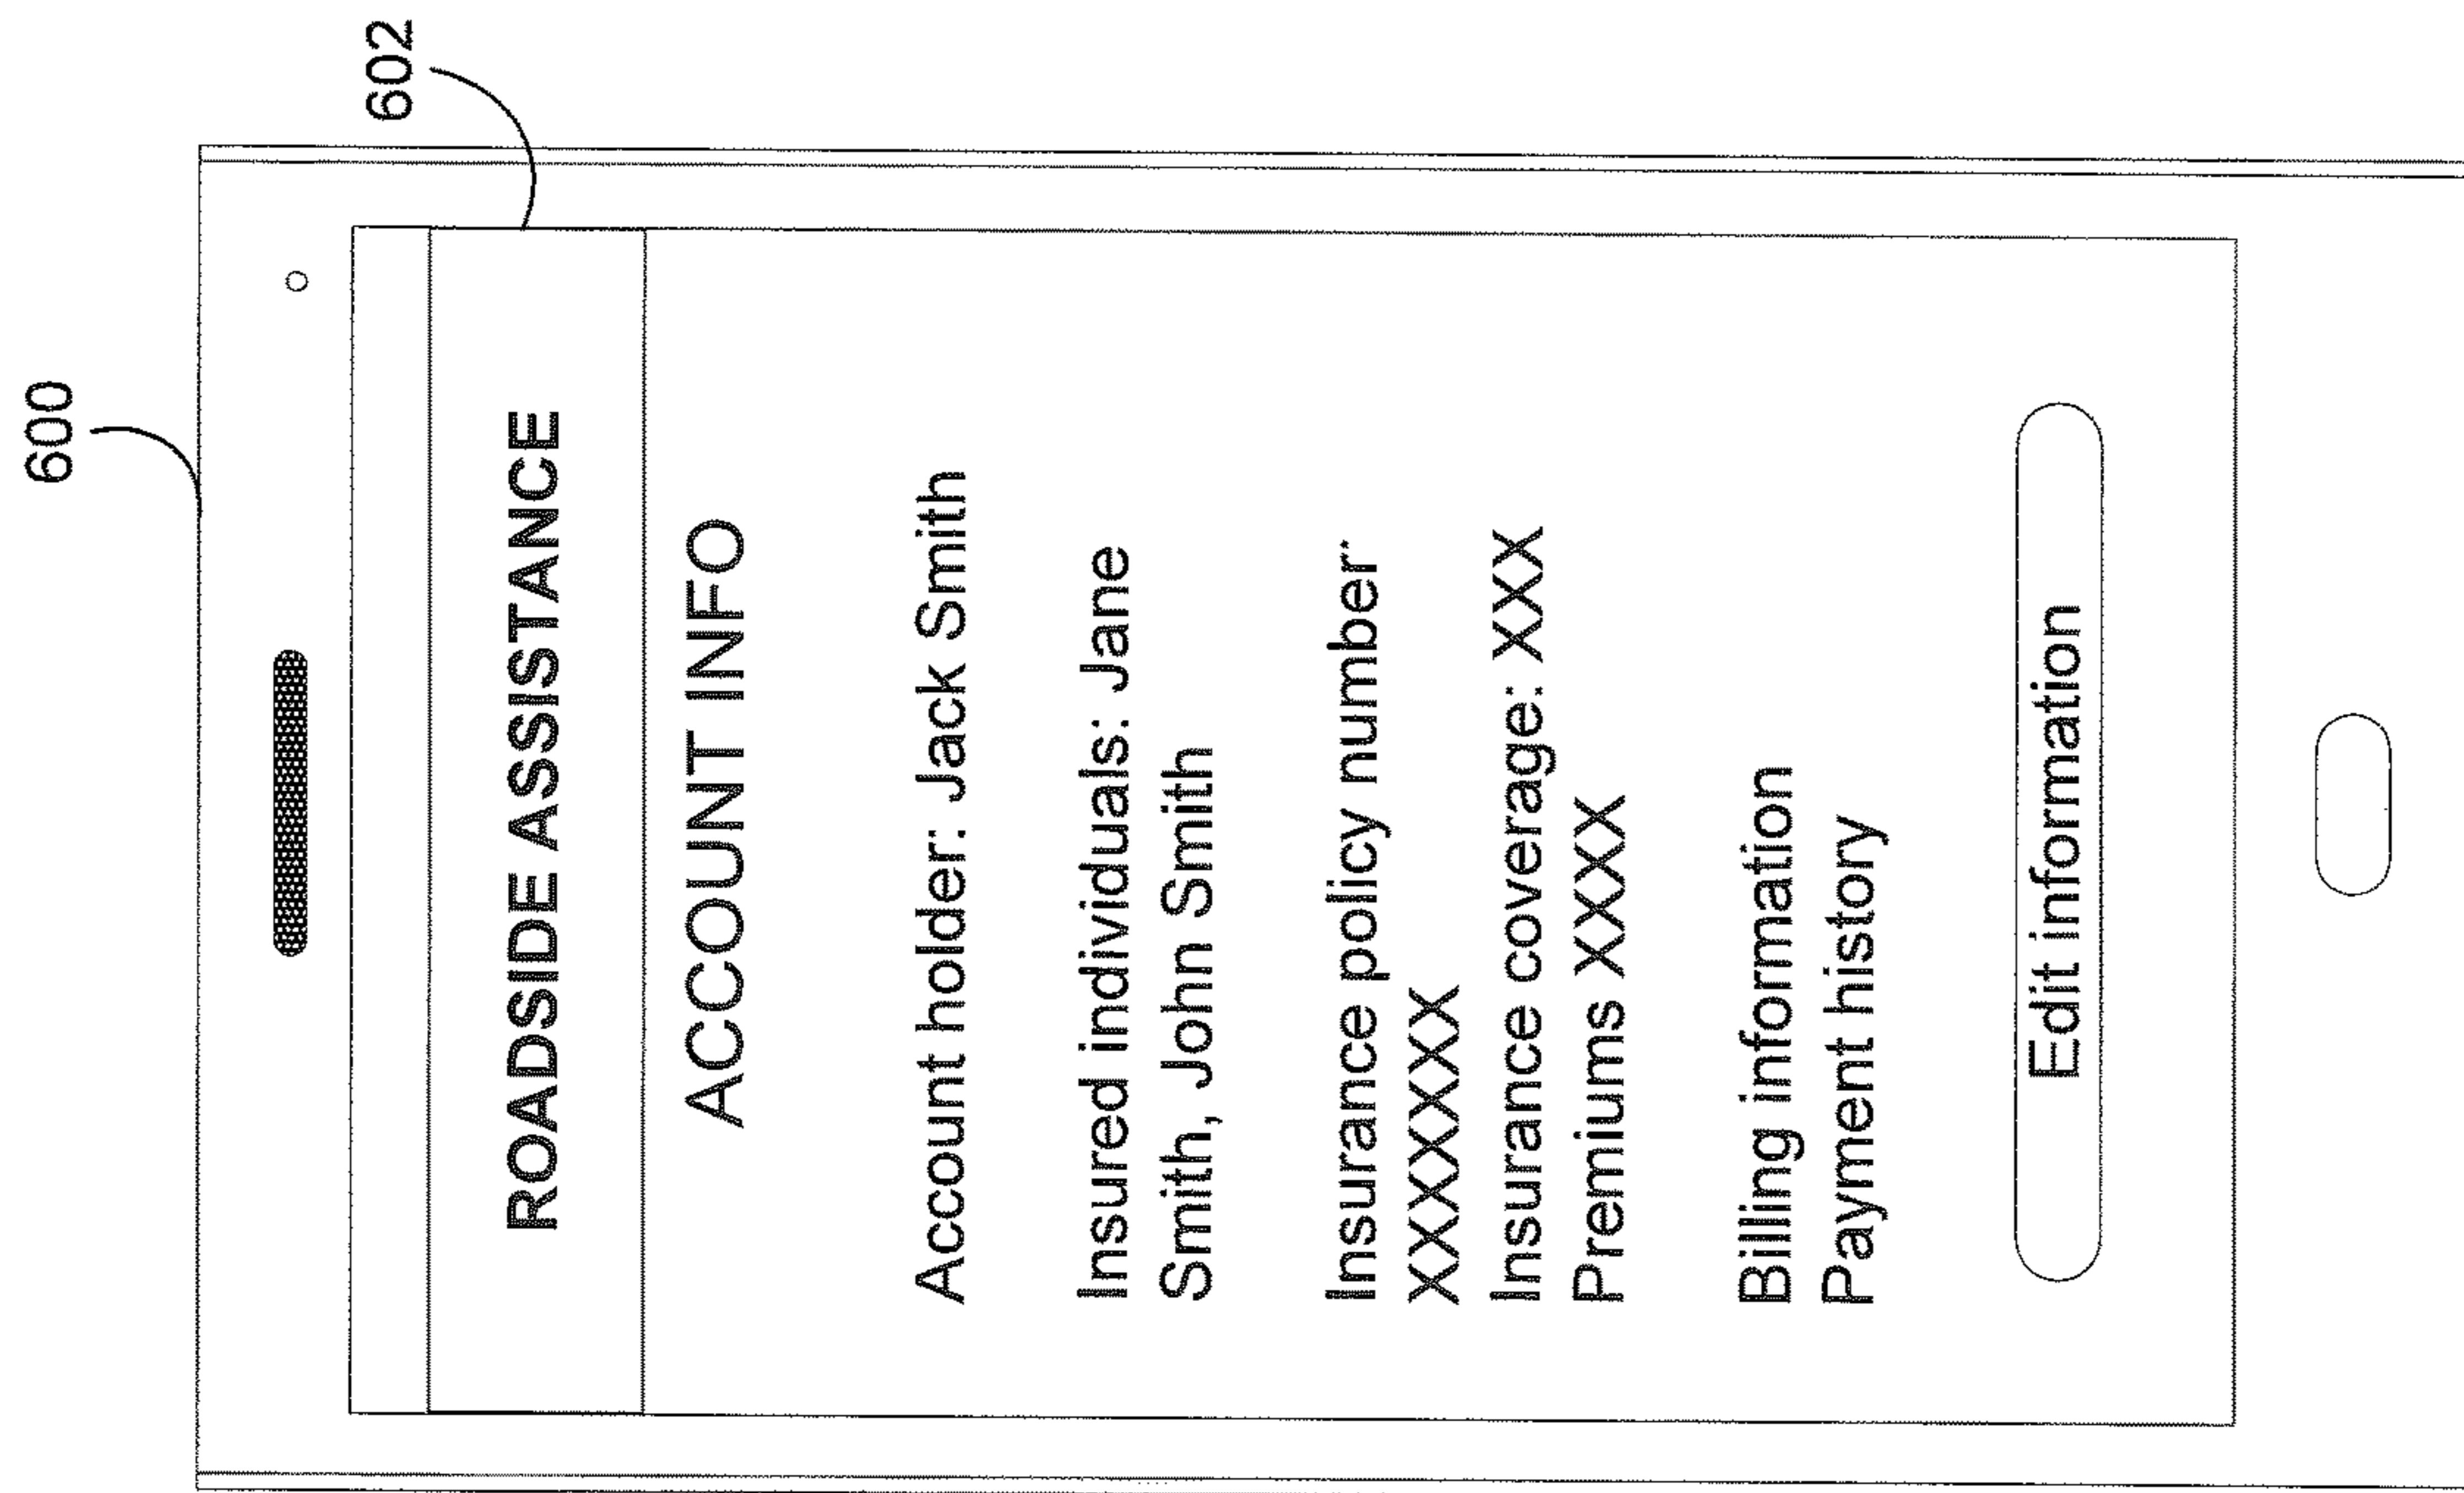 600
602
ROADSIDE ASSISTANCE
ACCOUNT INFO
Account holder: Jack Smith
Insured individuals: Jane
Smith, John Smith
Insurance policy number
XXXXXXX
Insurance coverage: XXX
Premiums XXXX
Billing information
Payment history
Edit information